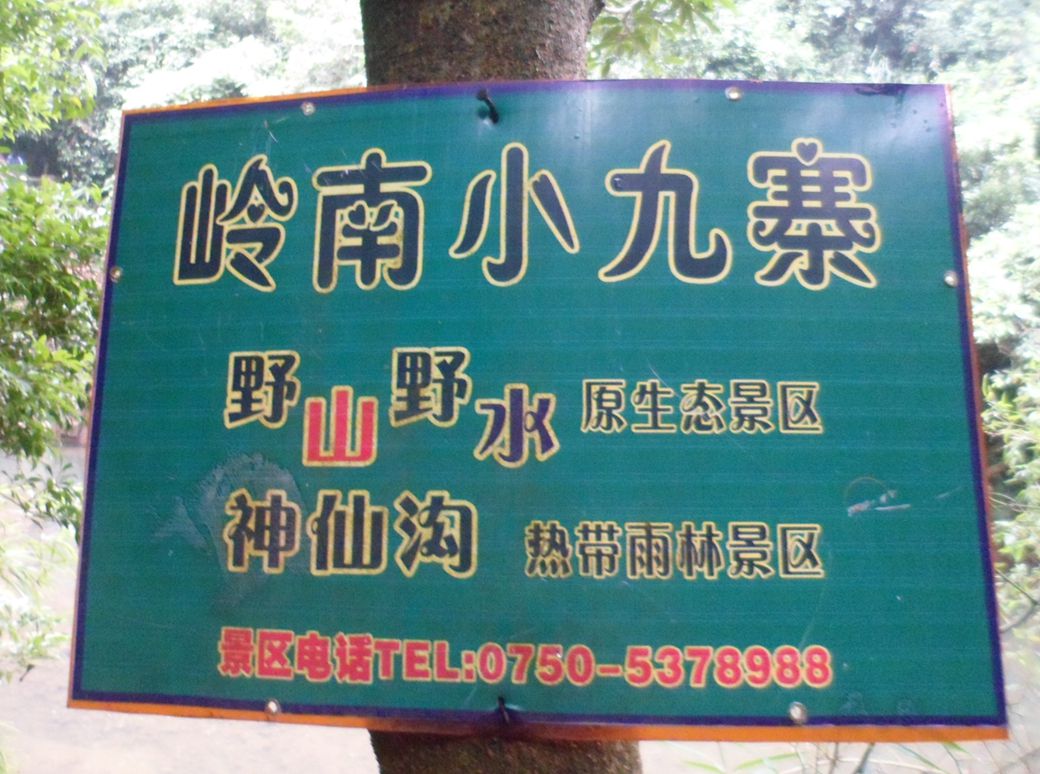 岭南小九寨
野山野水 原生态景区
神仙沟 热带雨林景区
景区电话TEL:0750-5378988